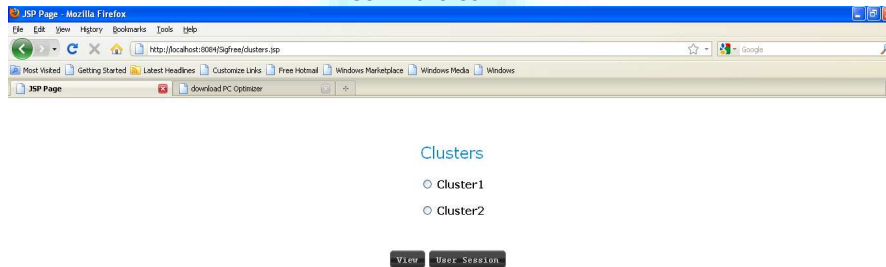 JSP Page - Mozilla Firefox
File Edit View History Bookmarks Tools Help
http://localhost:8084/Sigfree/clusters.jsp
Google
Most Visited Getting Started Latest Headlines Customize Links Free Hotmail Windows Marketplace Windows Media Windows
JSP Page download PC Optimizer
Clusters
Cluster1
Cluster2
View User Session